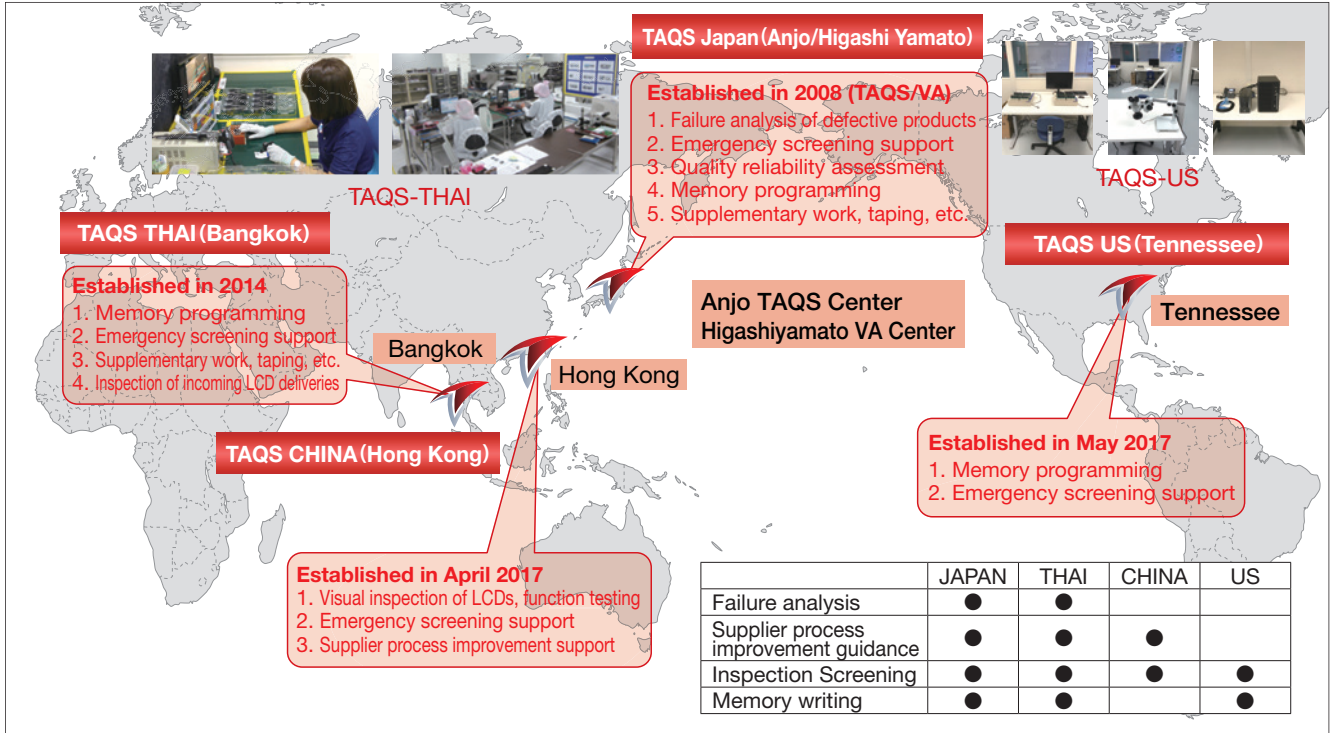 TAQS Japan(Anjo/Higashi Yamato)
Established in 2008 (TAQS/VA)
1. Failure analysis of defective products
2. Emergency screening support
3. Quality reliability assessment
4. Memory programming
5. Supplementary work, taping, etc.
TAQS-THAI
TAQS-US
TAQS THAI(Bangkok)
Established in 2014
1. Memory programming
2. Emergency screening support
3. Supplementary work, taping, etc.
4. Inspection of incoming LCD deliveries
TAQS US(Tennessee)
Anjo TAQS Center
Higashiyamato VA Center
Tennessee
Bangkok
Hong Kong
TAQS CHINA(Hong Kong)
Established in May 2017
1. Memory programming
2. Emergency screening support
Established in April 2017
1. Visual inspection of LCDs, function testing
2. Emergency screening support
3. Supplier process improvement support
JAPAN THAI CHINA US
Failure analysis ● ●
Supplier process
improvement guidance ● ● ●
Inspection Screening ● ● ● ●
Memory writing ● ● ●